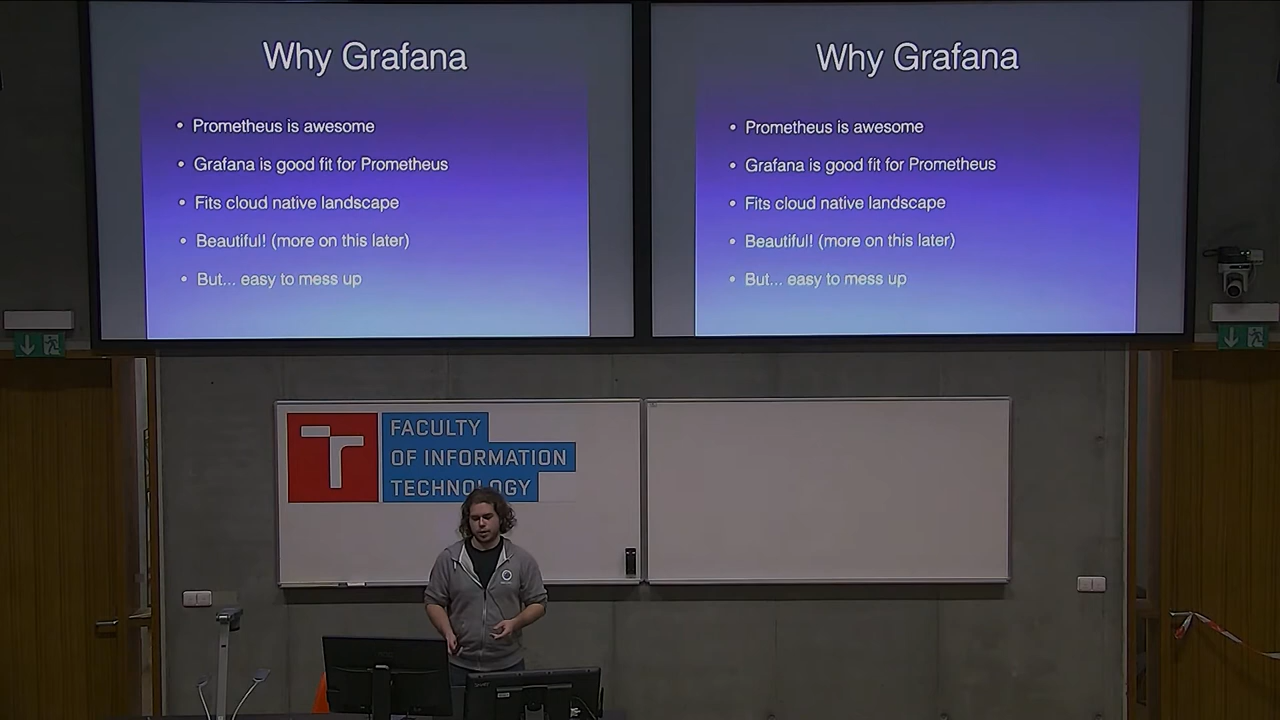 Why Grafana
• Prometheus is awesome
• Grafana is good fit for Prometheus
• Fits cloud native landscape
• Beautiful! (more on this later)
• But... easy to mess up
Why Grafana
• Prometheus is awesome
• Grafana is good fit for Prometheus
• Fits cloud native landscape
• Beautiful! (more on this later)
• But... easy to mess up
T
FACULTY
OF INFORMATION
TECHNOLOGY